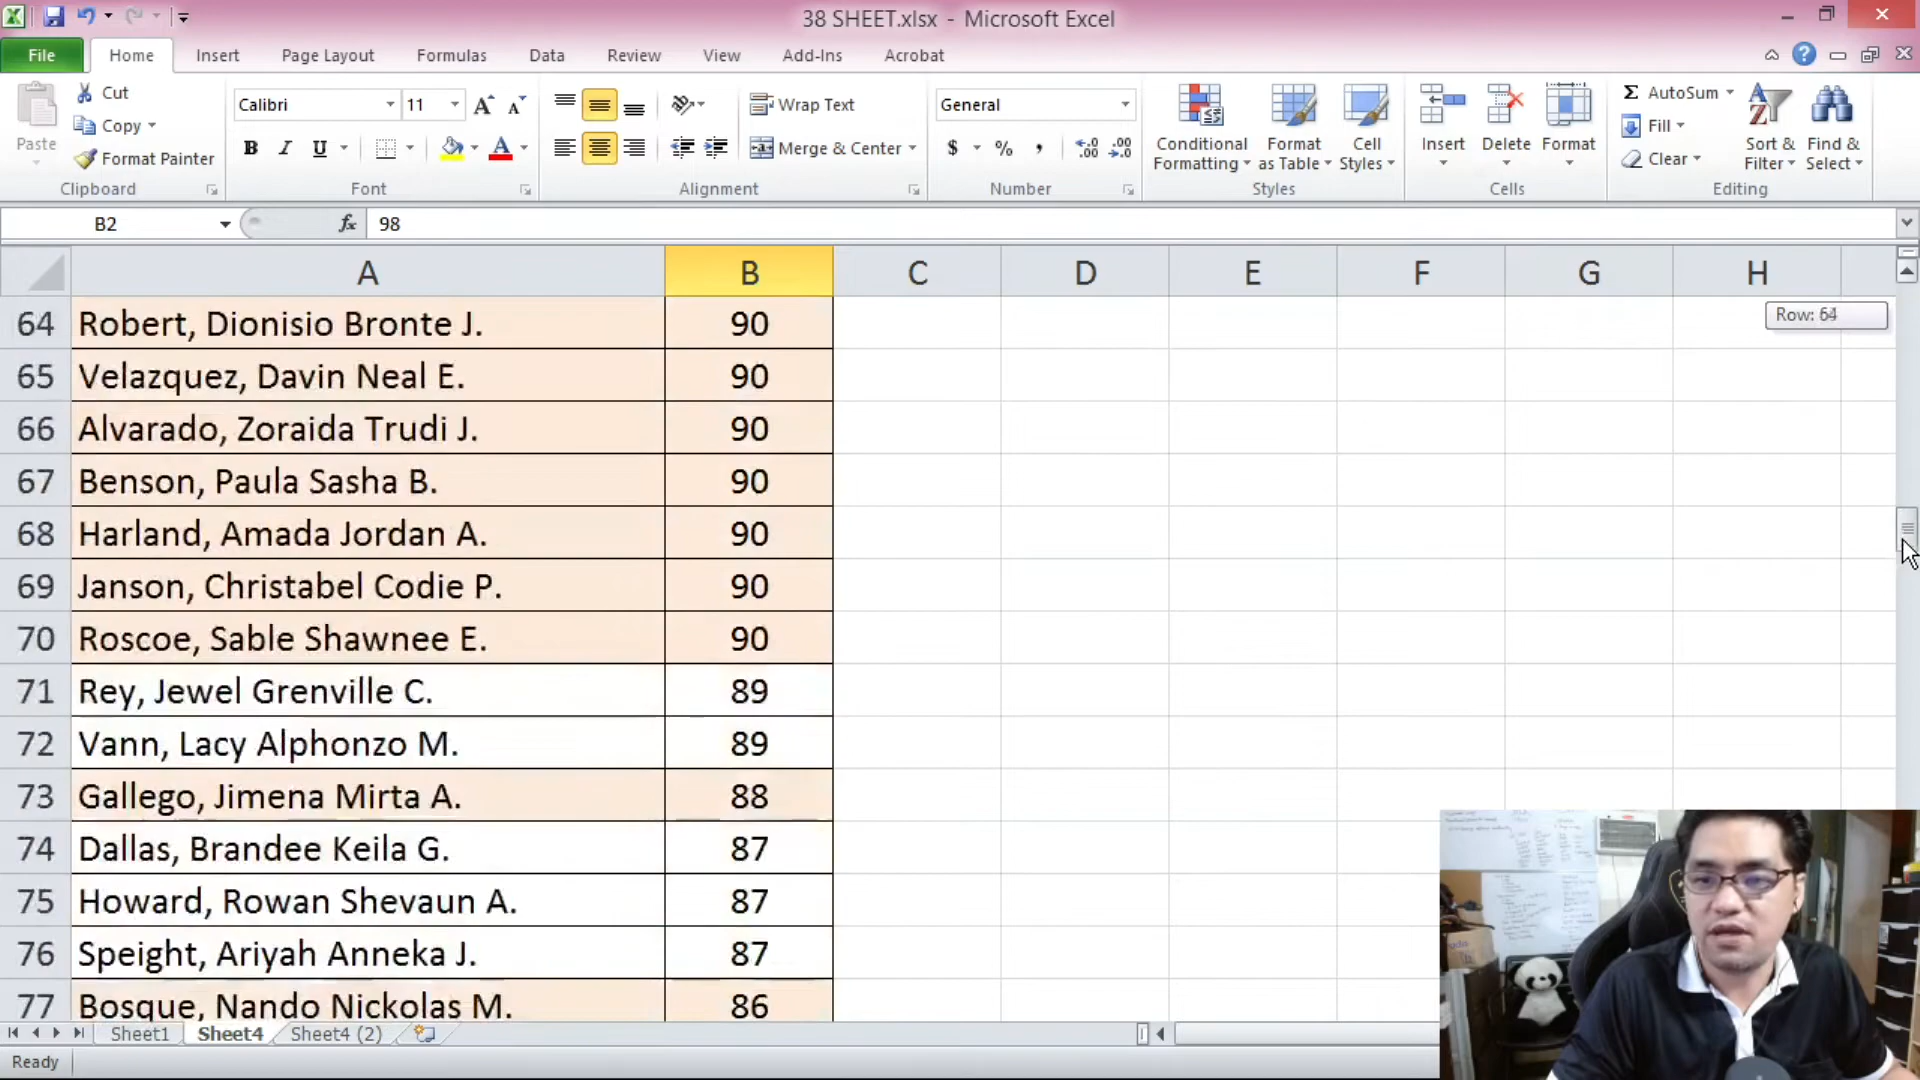 38 SHEET.xlsx - Microsoft Excel
File Home Insert Page Layout Formulas Data Review View Add-Ins Acrobat
Paste
Cut
Copy
Format Painter
Clipboard
Calibri 11
B I U
Font
Wrap Text
Merge & Center
Alignment
General
$ % ,
Number
Conditional Formatting
Format as Table
Cell Styles
Styles
Insert Delete Format
Cells
AutoSum
Fill
Clear
Sort & Filter
Find & Select
Editing
B2 fx 98
A B C D E F G H
Row: 64
64 Robert, Dionisio Bronte J. 90
65 Velazquez, Davin Neal E. 90
66 Alvarado, Zoraida Trudi J. 90
67 Benson, Paula Sasha B. 90
68 Harland, Amada Jordan A. 90
69 Janson, Christabel Codie P. 90
70 Roscoe, Sable Shawnee E. 90
71 Rey, Jewel Grenville C. 89
72 Vann, Lacy Alphonzo M. 89
73 Gallego, Jimena Mirta A. 88
74 Dallas, Brandee Keila G. 87
75 Howard, Rowan Shevaun A. 87
76 Speight, Ariyah Anneka J. 87
77 Bosque, Nando Nickolas M. 86
Sheet1 Sheet4 Sheet4 (2)
Ready